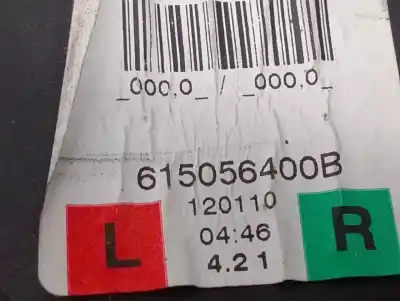 _000,0_ / _000,0_
615056400B
120110
L
04:46
R
4.21